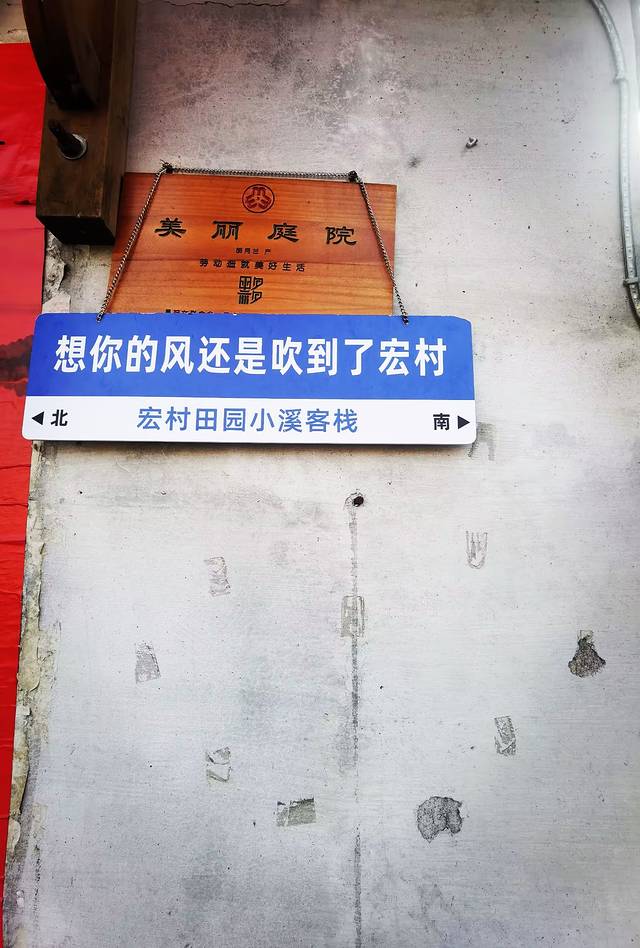 美丽庭院
劳动造就美好生活
想你的风还是吹到了宏村
北 宏村田园小溪客栈 南